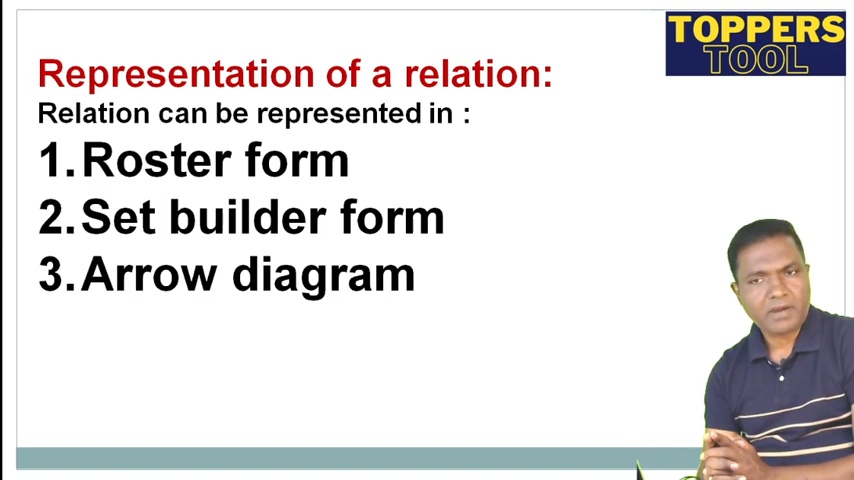 TOPPERS
TOOL
Representation of a relation:
Relation can be represented in :
1.Roster form
2.Set builder form
3.Arrow diagram